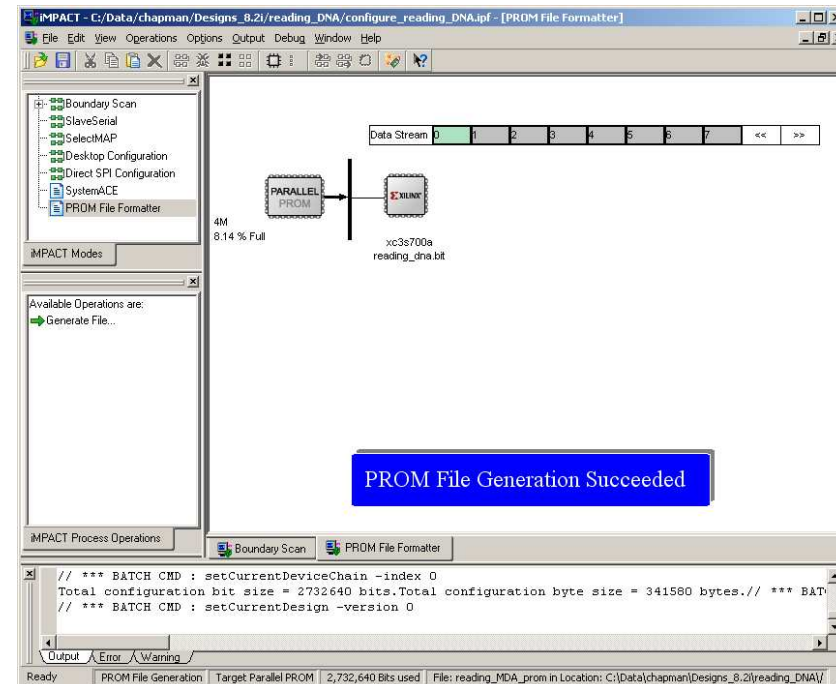 iMPACT - C:/Data/chapman/Designs_8.2i/reading_DNA/configure_reading_DNA.ipf - [PROM File Formatter]
File Edit View Operations Options Output Debug Window Help
Boundary Scan
SlaveSerial
SelectMAP
Desktop Configuration
Direct SPI Configuration
SystemACE
PROM File Formatter
iMPACT Modes
Data Stream 0 1 2 3 4 5 6 7 << >>
PARALLEL
PROM
XILINX
4M
8.14 % Full
xc3s700a
reading_dna.bit
Available Operations are:
Generate File...
PROM File Generation Succeeded
iMPACT Process Operations
Boundary Scan PROM File Formatter
// *** BATCH CMD : setCurrentDeviceChain -index 0
Total configuration bit size = 2732640 bits.Total configuration byte size = 341580 bytes.// *** BAT
// *** BATCH CMD : setCurrentDesign -version 0
Output Error Warning
Ready PROM File Generation Target Parallel PROM 2,732,640 Bits used File: reading_MDA_prom in Location: C:\Data\chapman\Designs_8.2i\reading_DNA\/